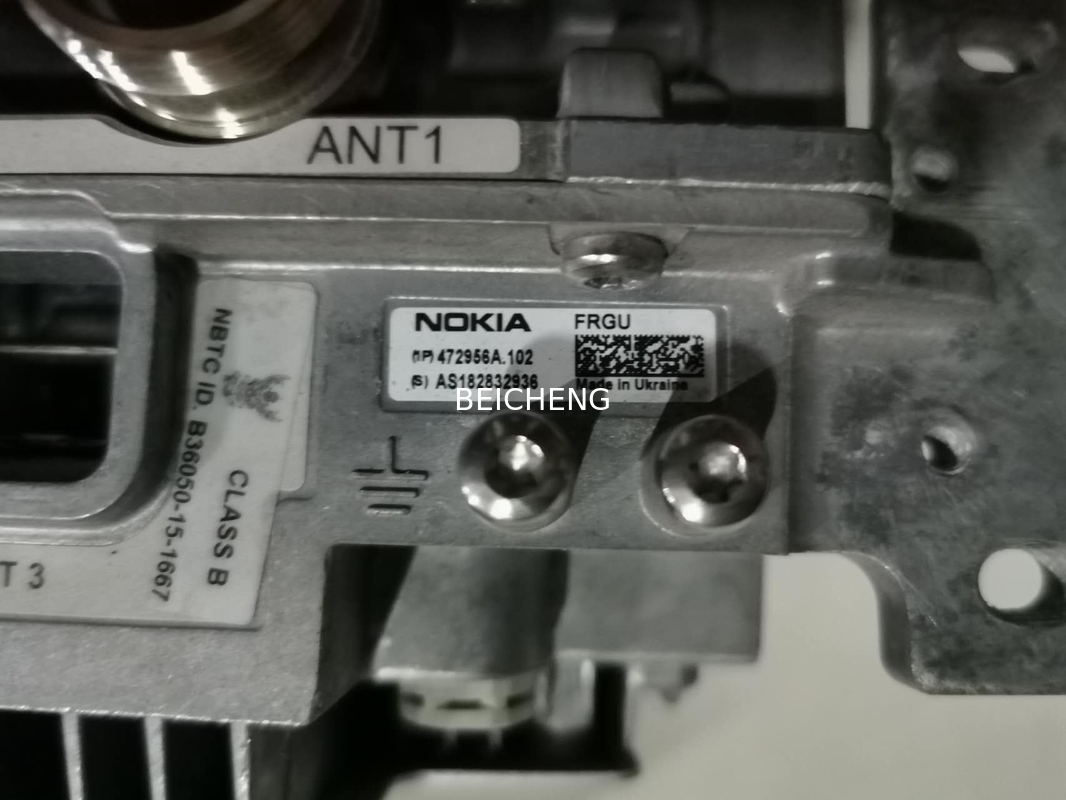 ANT1
NOKIA FRGU
(1P) 472956A.102
(S) AS182832936
Made in Ukraine
BEICHENG
NBTC ID. B36050-15-1667
CLASS B
T 3